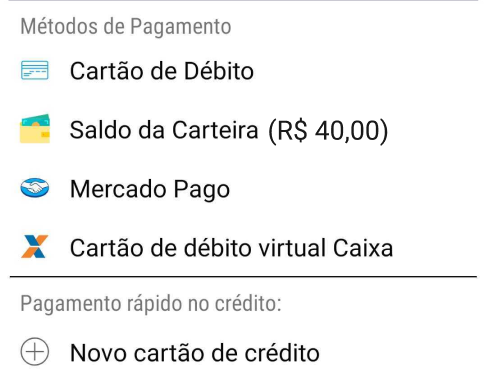 Métodos de Pagamento
Cartão de Débito
Saldo da Carteira (R$ 40,00)
Mercado Pago
Cartão de débito virtual Caixa
Pagamento rápido no crédito:
Novo cartão de crédito